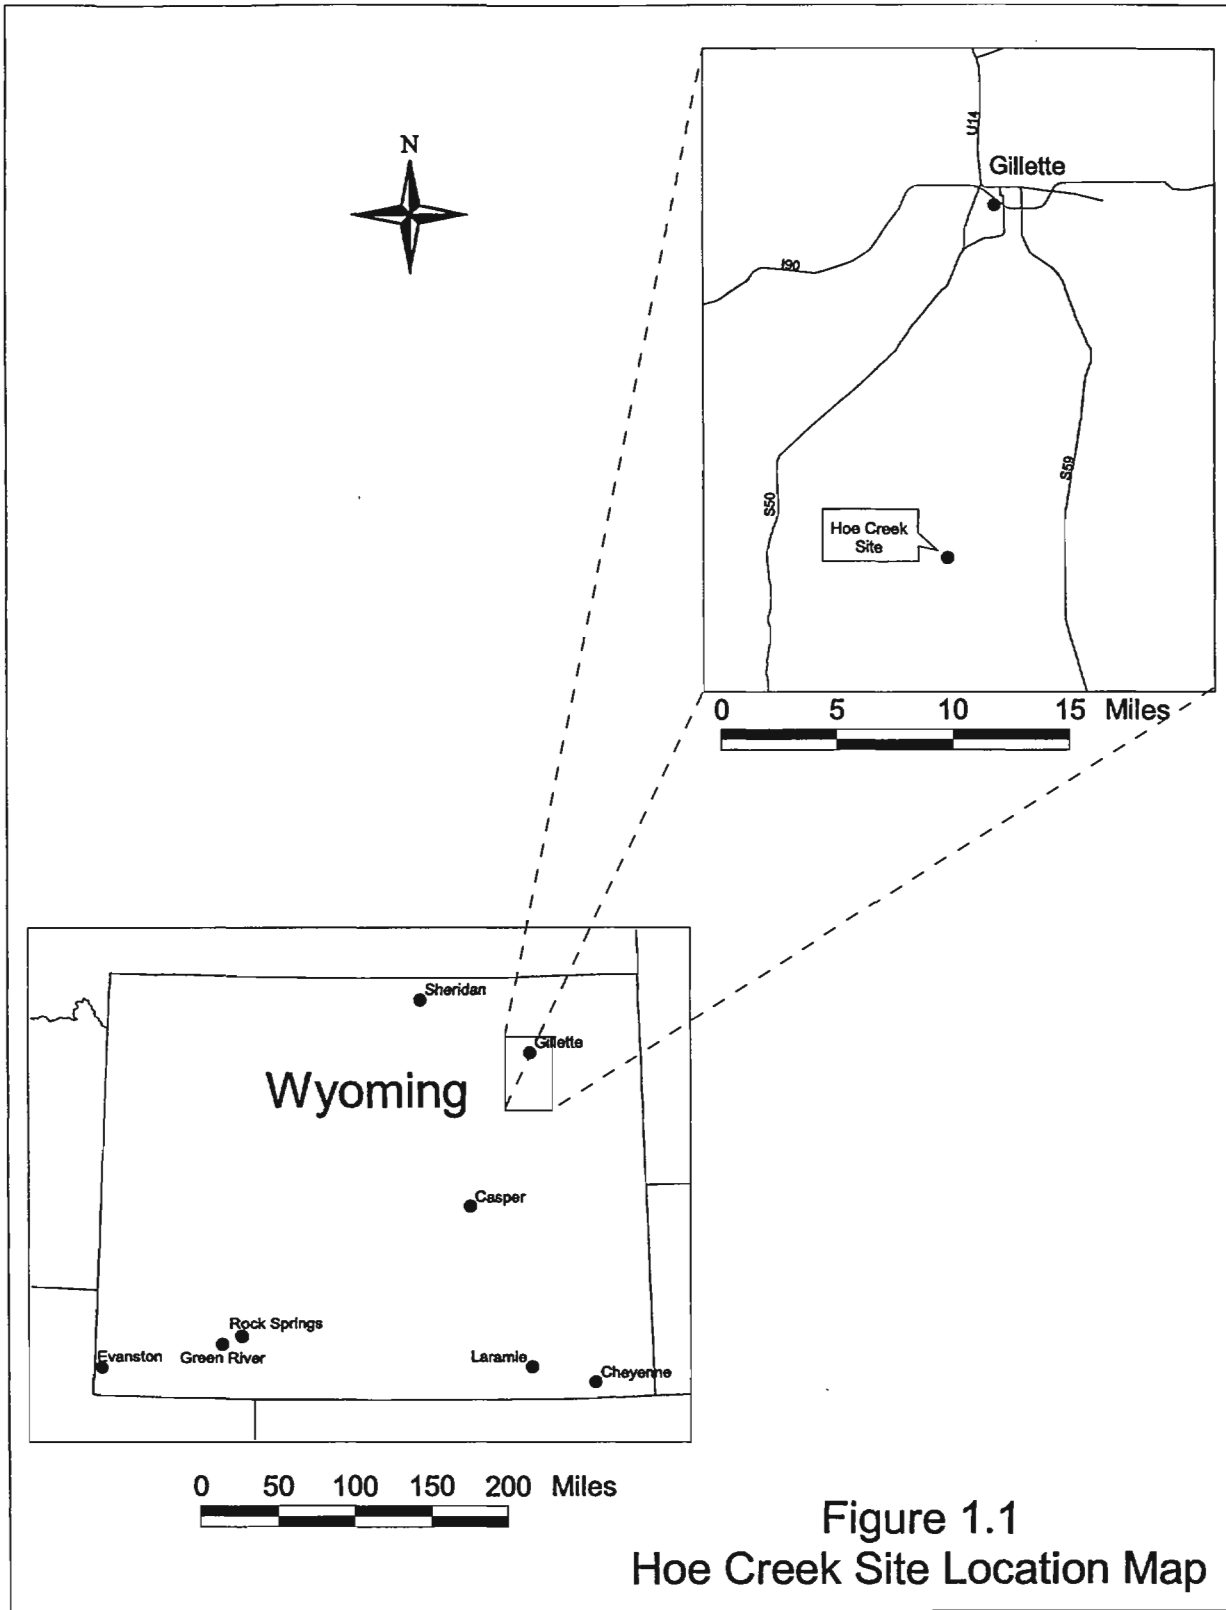 N
U14
Gillette
I90
S59
S50
Hoe Creek
Site
0 5 10 15 Miles
Sheridan
Gillette
Wyoming
Casper
Rock Springs
Green River
Evanston
Laramie
Cheyenne
0 50 100 150 200 Miles
Figure 1.1
Hoe Creek Site Location Map